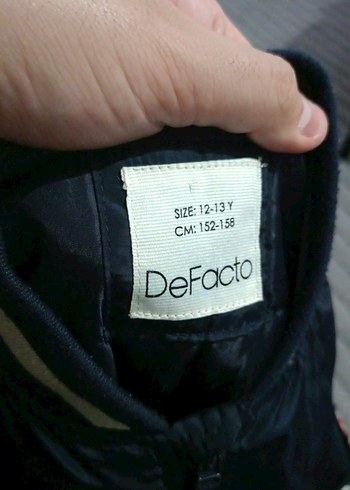 SIZE: 12-13 Y
CM: 152-158
DeFacto